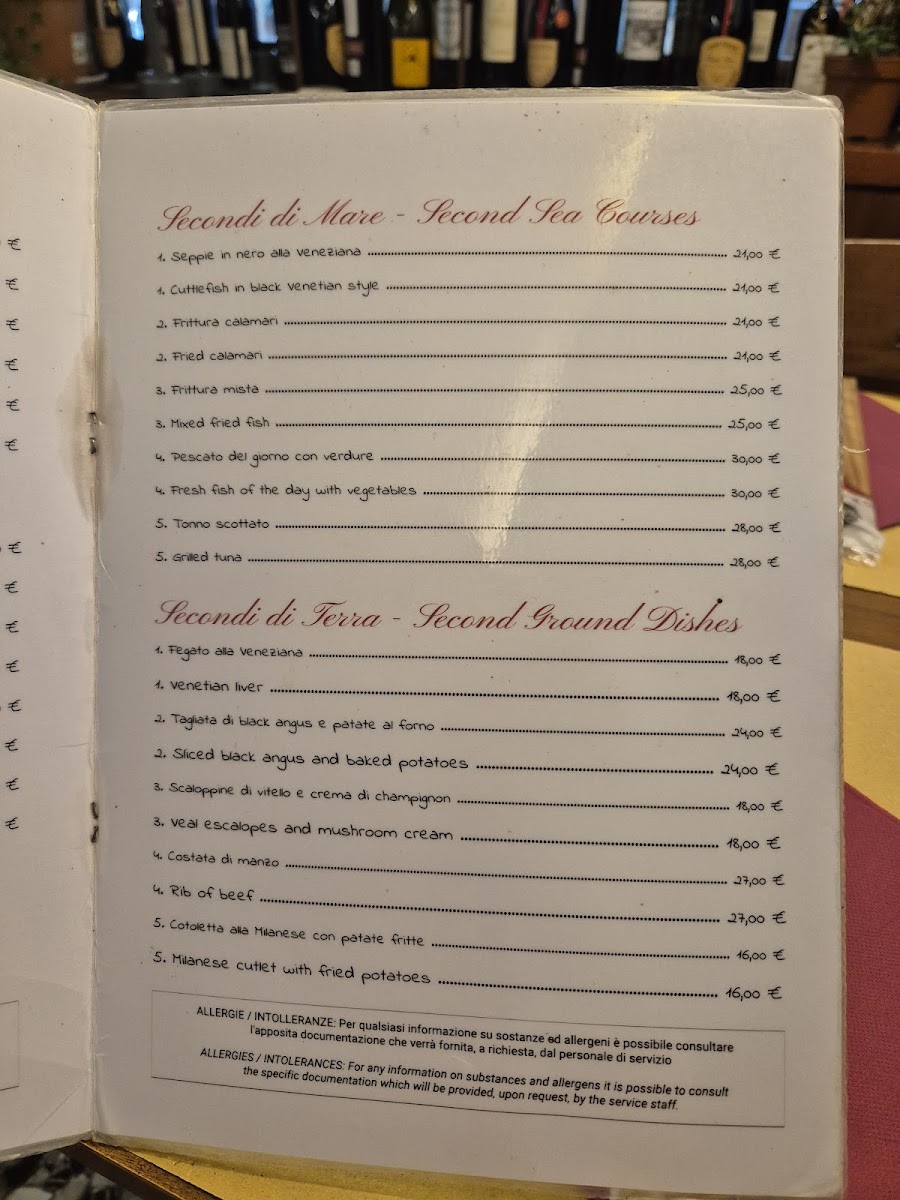 Secondi di Mare - Second Sea Courses
1. Seppie in nero alla veneziana 21,00 €
1. Cuttlefish in black venetian style 21,00 €
2. Frittura calamari 21,00 €
2. Fried calamari 21,00 €
3. Frittura mista 25,00 €
3. Mixed fried fish 25,00 €
4. Pescato del giorno con verdure 30,00 €
4. Fresh fish of the day with vegetables 30,00 €
5. Tonno scottato 28,00 €
5. Grilled tuna 28,00 €
Secondi di Terra - Second Ground Dishes
1. Fegato alla veneziana 18,00 €
1. Venetian liver 18,00 €
2. Tagliata di black angus e patate al forno 24,00 €
2. Sliced black angus and baked potatoes 24,00 €
3. Scaloppine di vitello e crema di champignon 18,00 €
3. Veal escalopes and mushroom cream 18,00 €
4. Costata di manzo 27,00 €
4. Rib of beef 27,00 €
5. Cotoletta alla Milanese con patate fritte 16,00 €
5. Milanese cutlet with fried potatoes 16,00 €
ALLERGIE / INTOLLERANZE: Per qualsiasi informazione su sostanze ed allergeni è possibile consultare
l'apposita documentazione che verrà fornita, a richiesta, dal personale di servizio
ALLERGIES / INTOLERANCES: For any information on substances and allergens it is possible to consult
the specific documentation which will be provided, upon request, by the service staff.